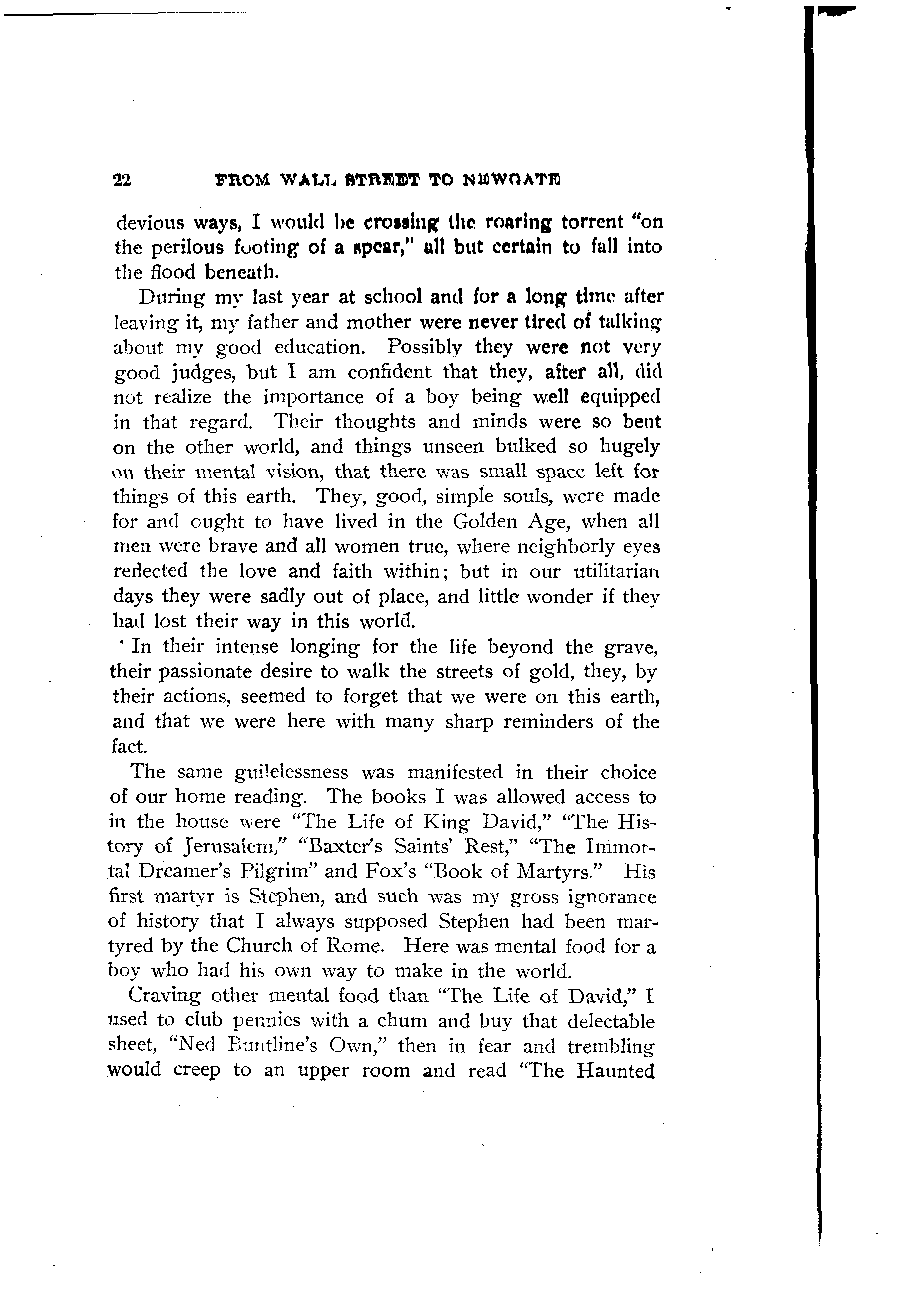 22 FROM WALL STREET TO NEWGATE
devious ways, I would be crossing the roaring torrent "on
the perilous footing of a spear," all but certain to fall into
the flood beneath.
During my last year at school and for a long time after
leaving it, my father and mother were never tired of talking
about my good education. Possibly they were not very
good judges, but I am confident that they, after all, did
not realize the importance of a boy being well equipped
in that regard. Their thoughts and minds were so bent
on the other world, and things unseen bulked so hugely
on their mental vision, that there was small space left for
things of this earth. They, good, simple souls, were made
for and ought to have lived in the Golden Age, when all
men were brave and all women true, where neighborly eyes
reflected the love and faith within; but in our utilitarian
days they were sadly out of place, and little wonder if they
had lost their way in this world.
In their intense longing for the life beyond the grave,
their passionate desire to walk the streets of gold, they, by
their actions, seemed to forget that we were on this earth,
and that we were here with many sharp reminders of the
fact.
The same guilelessness was manifested in their choice
of our home reading. The books I was allowed access to
in the house were "The Life of King David," "The His-
tory of Jerusalem," "Baxter's Saints' Rest," "The Immor-
tal Dreamer's Pilgrim" and Fox's "Book of Martyrs." His
first martyr is Stephen, and such was my gross ignorance
of history that I always supposed Stephen had been mar-
tyred by the Church of Rome. Here was mental food for a
boy who had his own way to make in the world.
Craving other mental food than "The Life of David," I
used to club pennies with a chum and buy that delectable
sheet, "Ned Buntline's Own," then in fear and trembling
would creep to an upper room and read "The Haunted